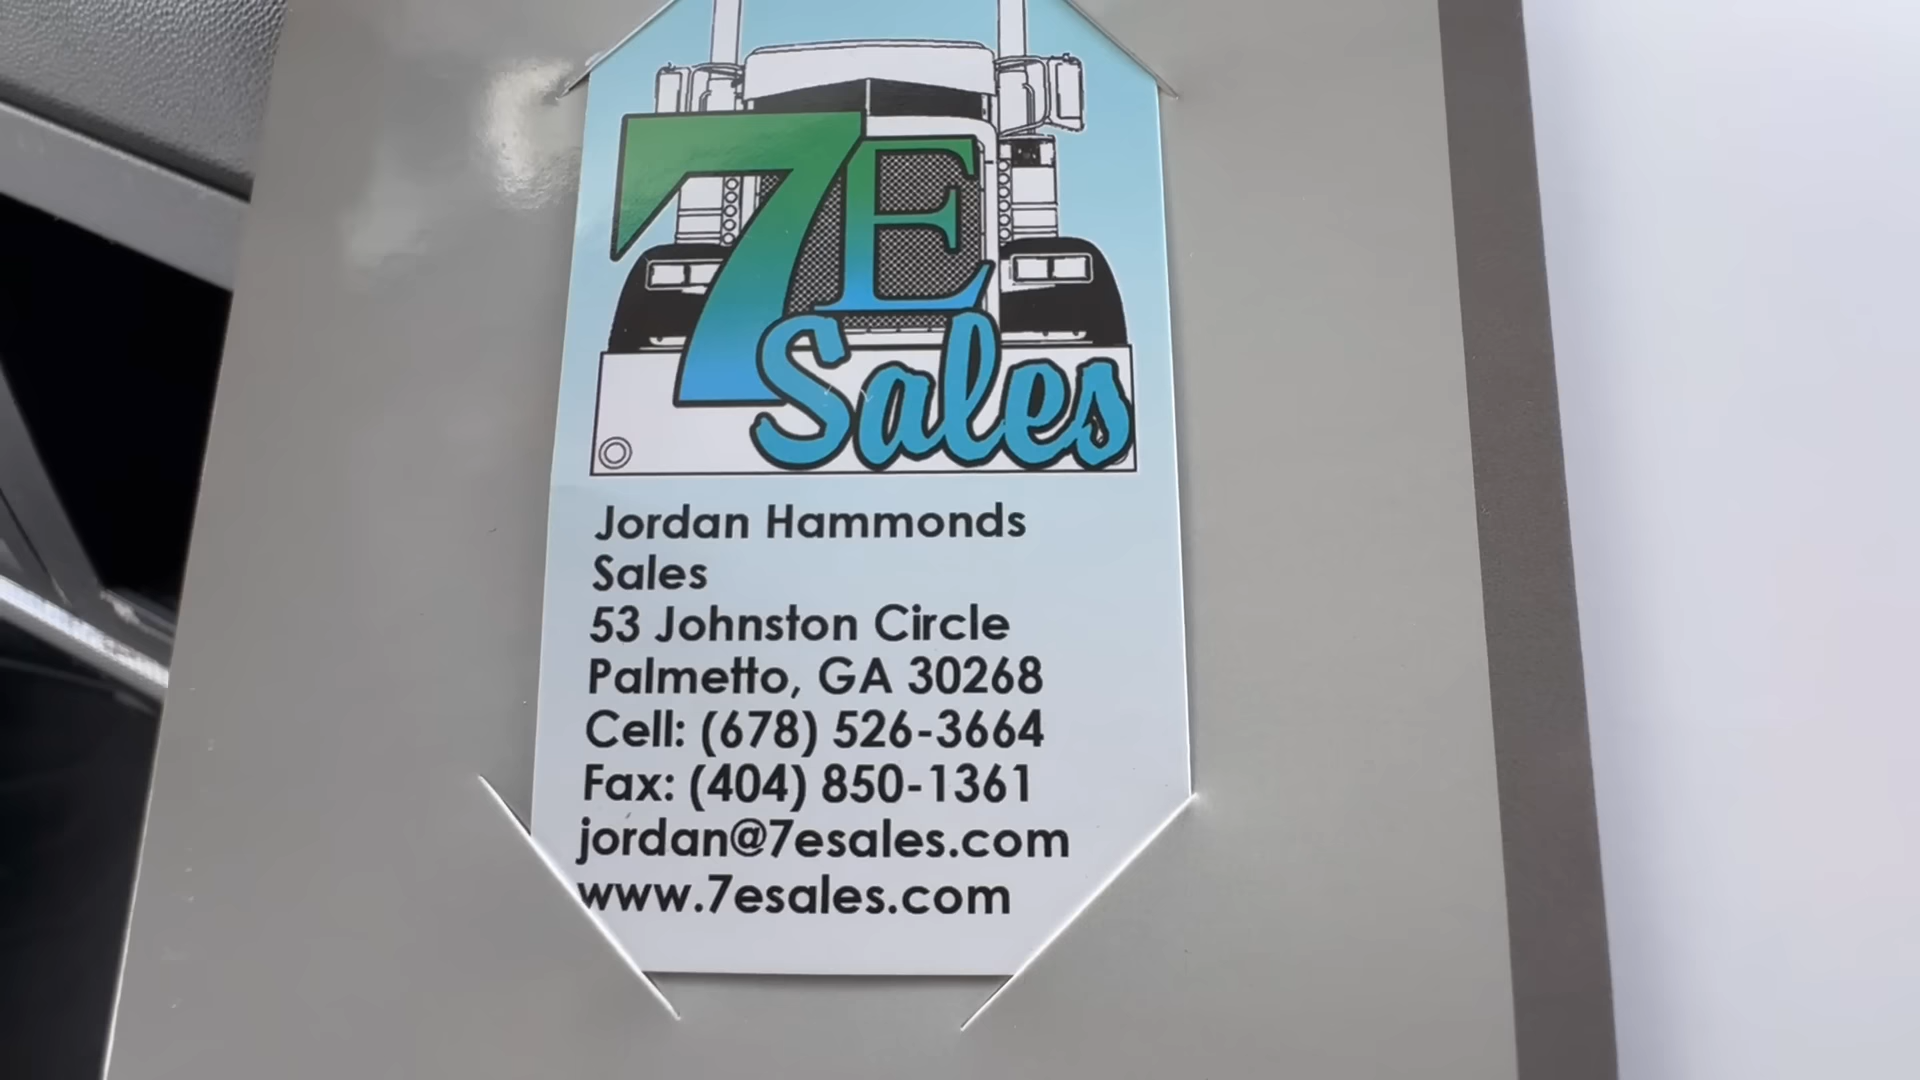 7E
Sales
Jordan Hammonds
Sales
53 Johnston Circle
Palmetto, GA 30268
Cell: (678) 526-3664
Fax: (404) 850-1361
jordan@7esales.com
www.7esales.com